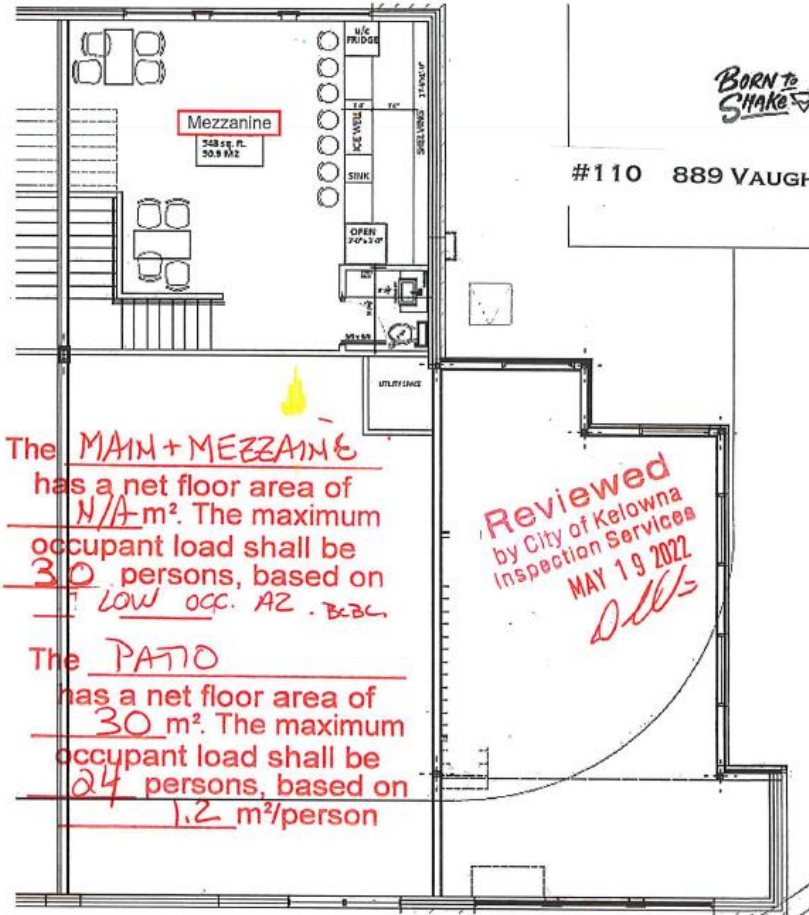 U/C
FRIDGE
Mezzanine
548 sq. ft.
50.9 M2
ICE WELL
SHELVING
SINK
OPEN
BORN TO
SHAKE
#110 889 VAUGH
UTILITY SPACE
The MAIN + MEZZAINE
has a net floor area of
N/A m². The maximum
occupant load shall be
30 persons, based on
LOW OCC. A2. BCBC
The PATIO
has a net floor area of
30 m². The maximum
occupant load shall be
24 persons, based on
1.2 m²/person
Reviewed
by City of Kelowna
Inspection Services
MAY 19 2022